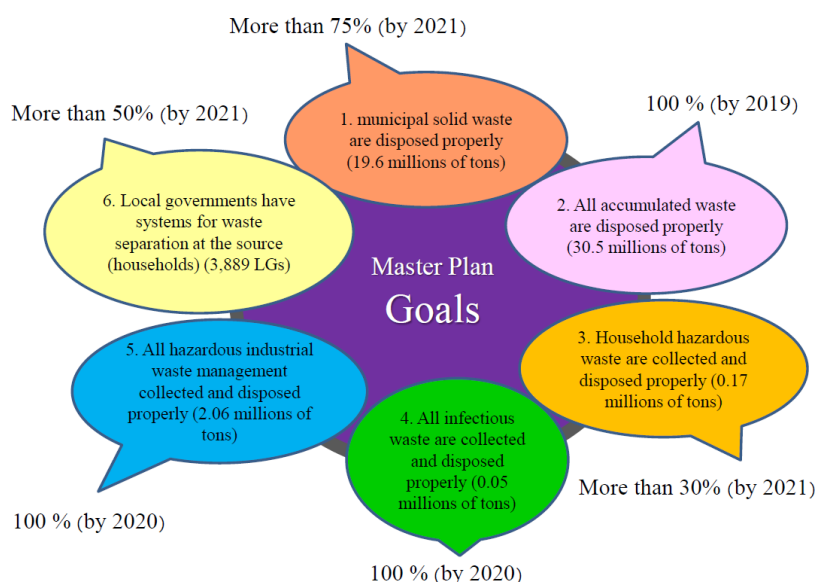 More than 75% (by 2021)
1. municipal solid waste
are disposed properly
(19.6 millions of tons)
100 % (by 2019)
2. All accumulated waste
are disposed properly
(30.5 millions of tons)
3. Household hazardous
waste are collected and
disposed properly (0.17
millions of tons)
More than 30% (by 2021)
4. All infectious
waste are collected
and disposed
properly (0.05
millions of tons)
100 % (by 2020)
5. All hazardous industrial
waste management
collected and disposed
properly (2.06 millions of
tons)
100 % (by 2020)
More than 50% (by 2021)
6. Local governments have
systems for waste
separation at the source
(households) (3,889 LGs)
Master Plan
Goals